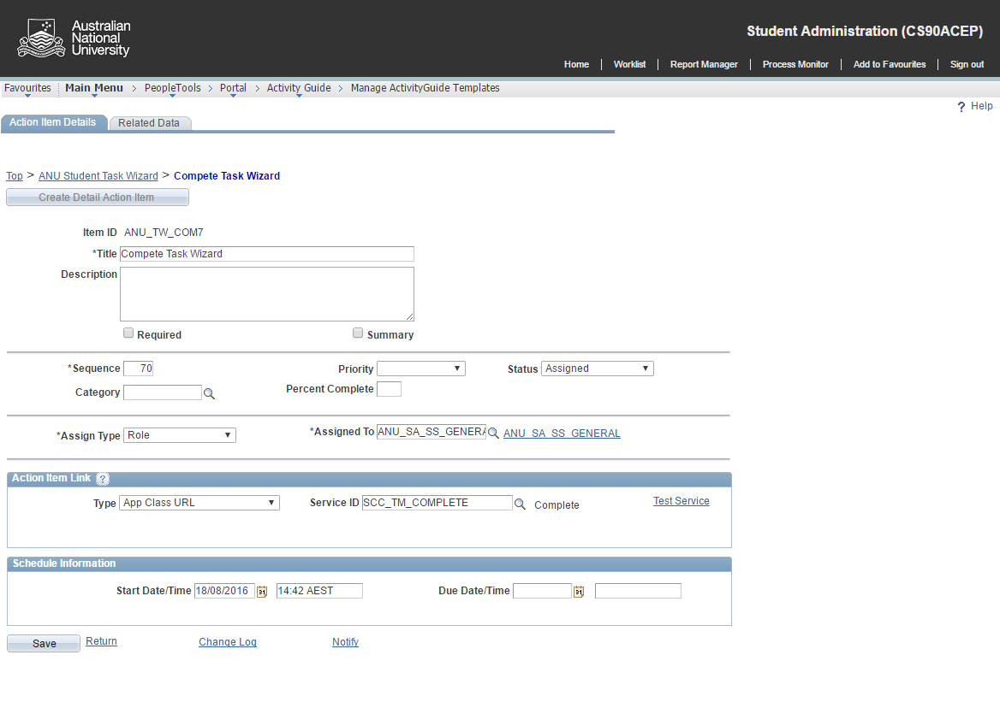 Australian
National
University
Student Administration (CS90ACEP)
Home Worklist Report Manager Process Monitor Add to Favourites Sign out
Favourites Main Menu > PeopleTools > Portal > Activity Guide > Manage ActivityGuide Templates
? Help
Action Item Details Related Data
Top > ANU Student Task Wizard > Compete Task Wizard
Create Detail Action Item
Item ID ANU_TW_COM7
*Title Compete Task Wizard
Description
Required Summary
*Sequence 70 Priority Status Assigned
Category Percent Complete
*Assign Type Role *Assigned To ANU_SA_SS_GENERA ANU_SA_SS_GENERAL
Action Item Link ?
Type App Class URL Service ID SCC_TM_COMPLETE Complete Test Service
Schedule Information
Start Date/Time 18/08/2016 31 14:42 AEST Due Date/Time 31
Save Return Change Log Notify